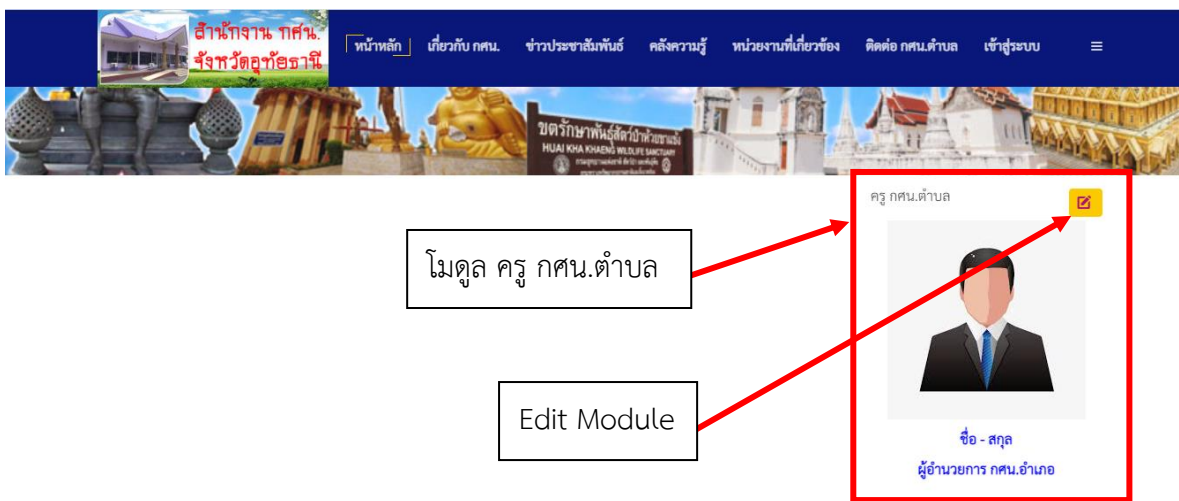 สำนักงาน กศน.
จังหวัดอุทัยธานี
หน้าหลัก เกี่ยวกับ กศน. ข่าวประชาสัมพันธ์ คลังความรู้ หน่วยงานที่เกี่ยวข้อง ติดต่อ กศน.ตำบล เข้าสู่ระบบ
ขตรักษาพันธุ์สัตว์ป่าห้วยขาแข้ง
HUAI KHA KHAENG WILDLIFE SANCTUARY
ครู กศน.ตำบล
โมดูล ครู กศน.ตำบล
Edit Module
ชื่อ - สกุล
ผู้อำนวยการ กศน.อำเภอ